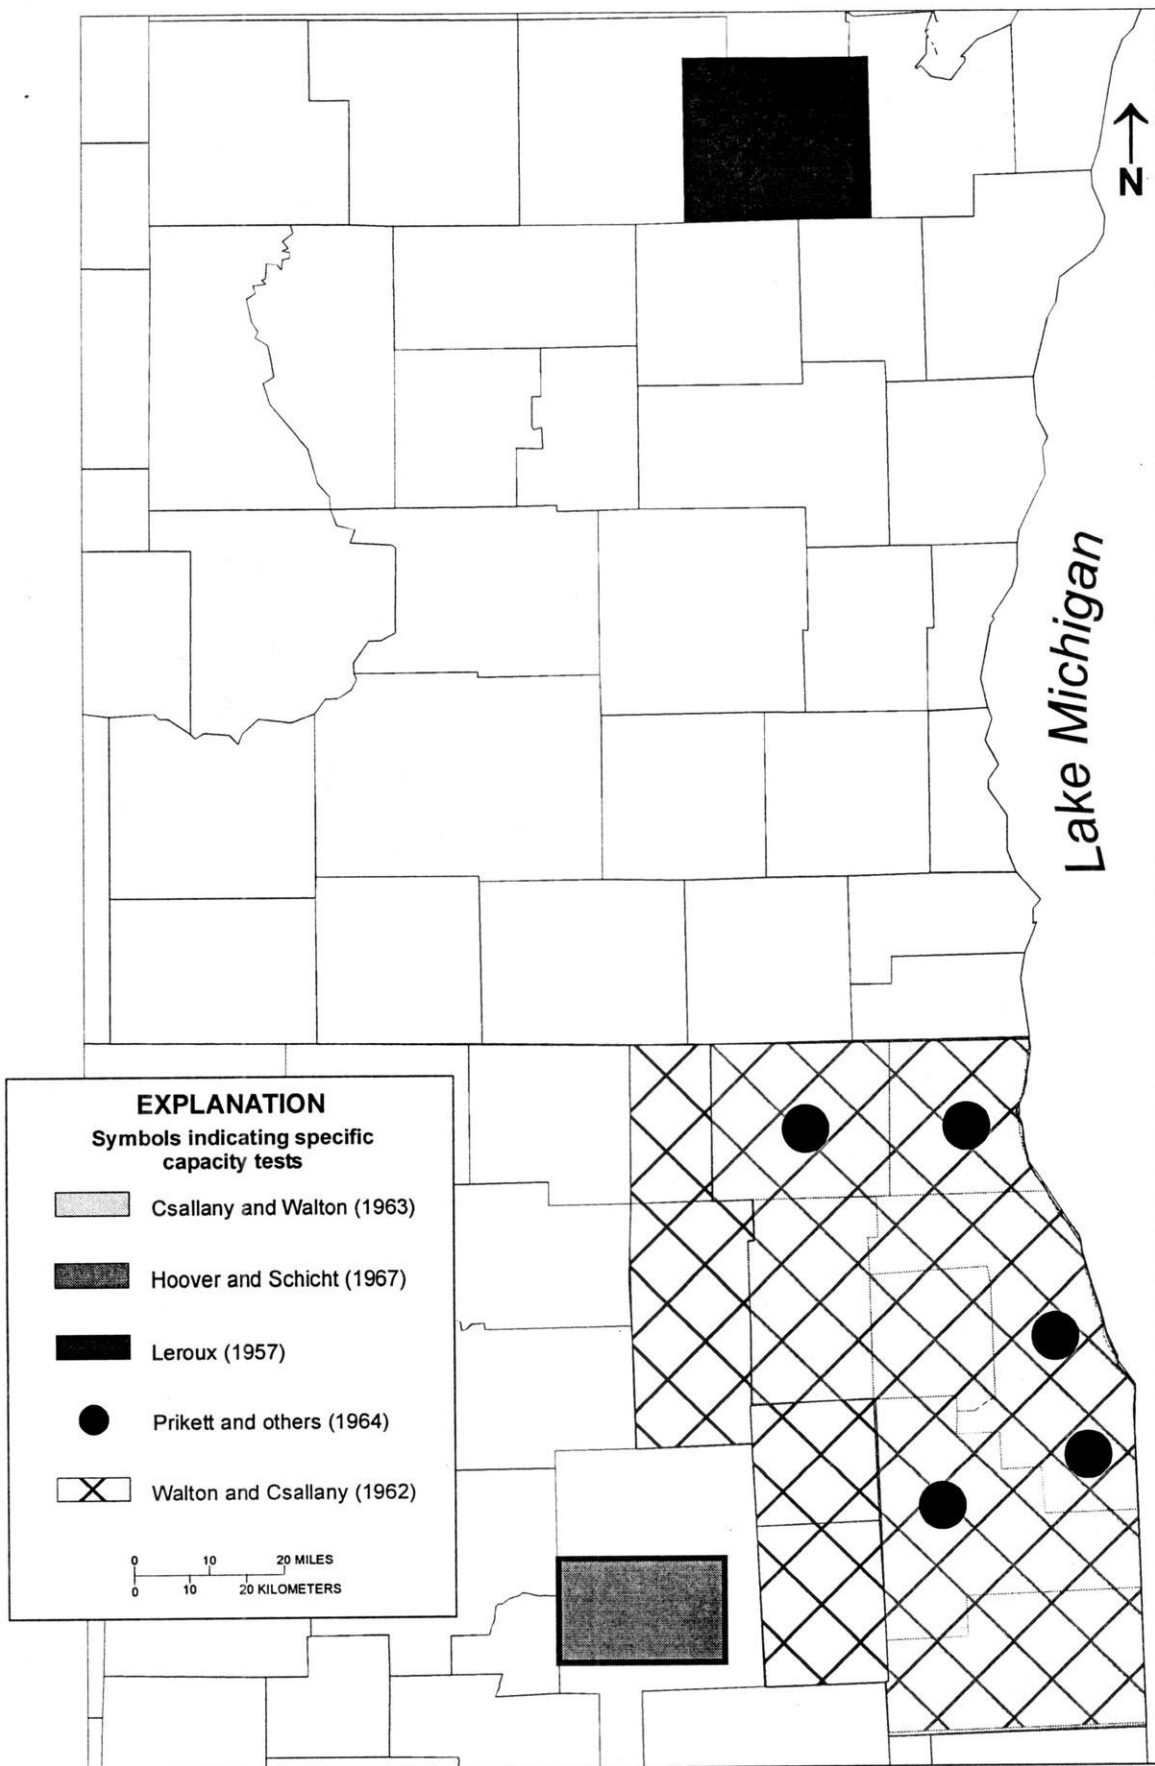 N
Lake Michigan
EXPLANATION
Symbols indicating specific
capacity tests
Csallany and Walton (1963)
Hoover and Schicht (1967)
Leroux (1957)
Prikett and others (1964)
Walton and Csallany (1962)
0 10 20 MILES
0 10 20 KILOMETERS